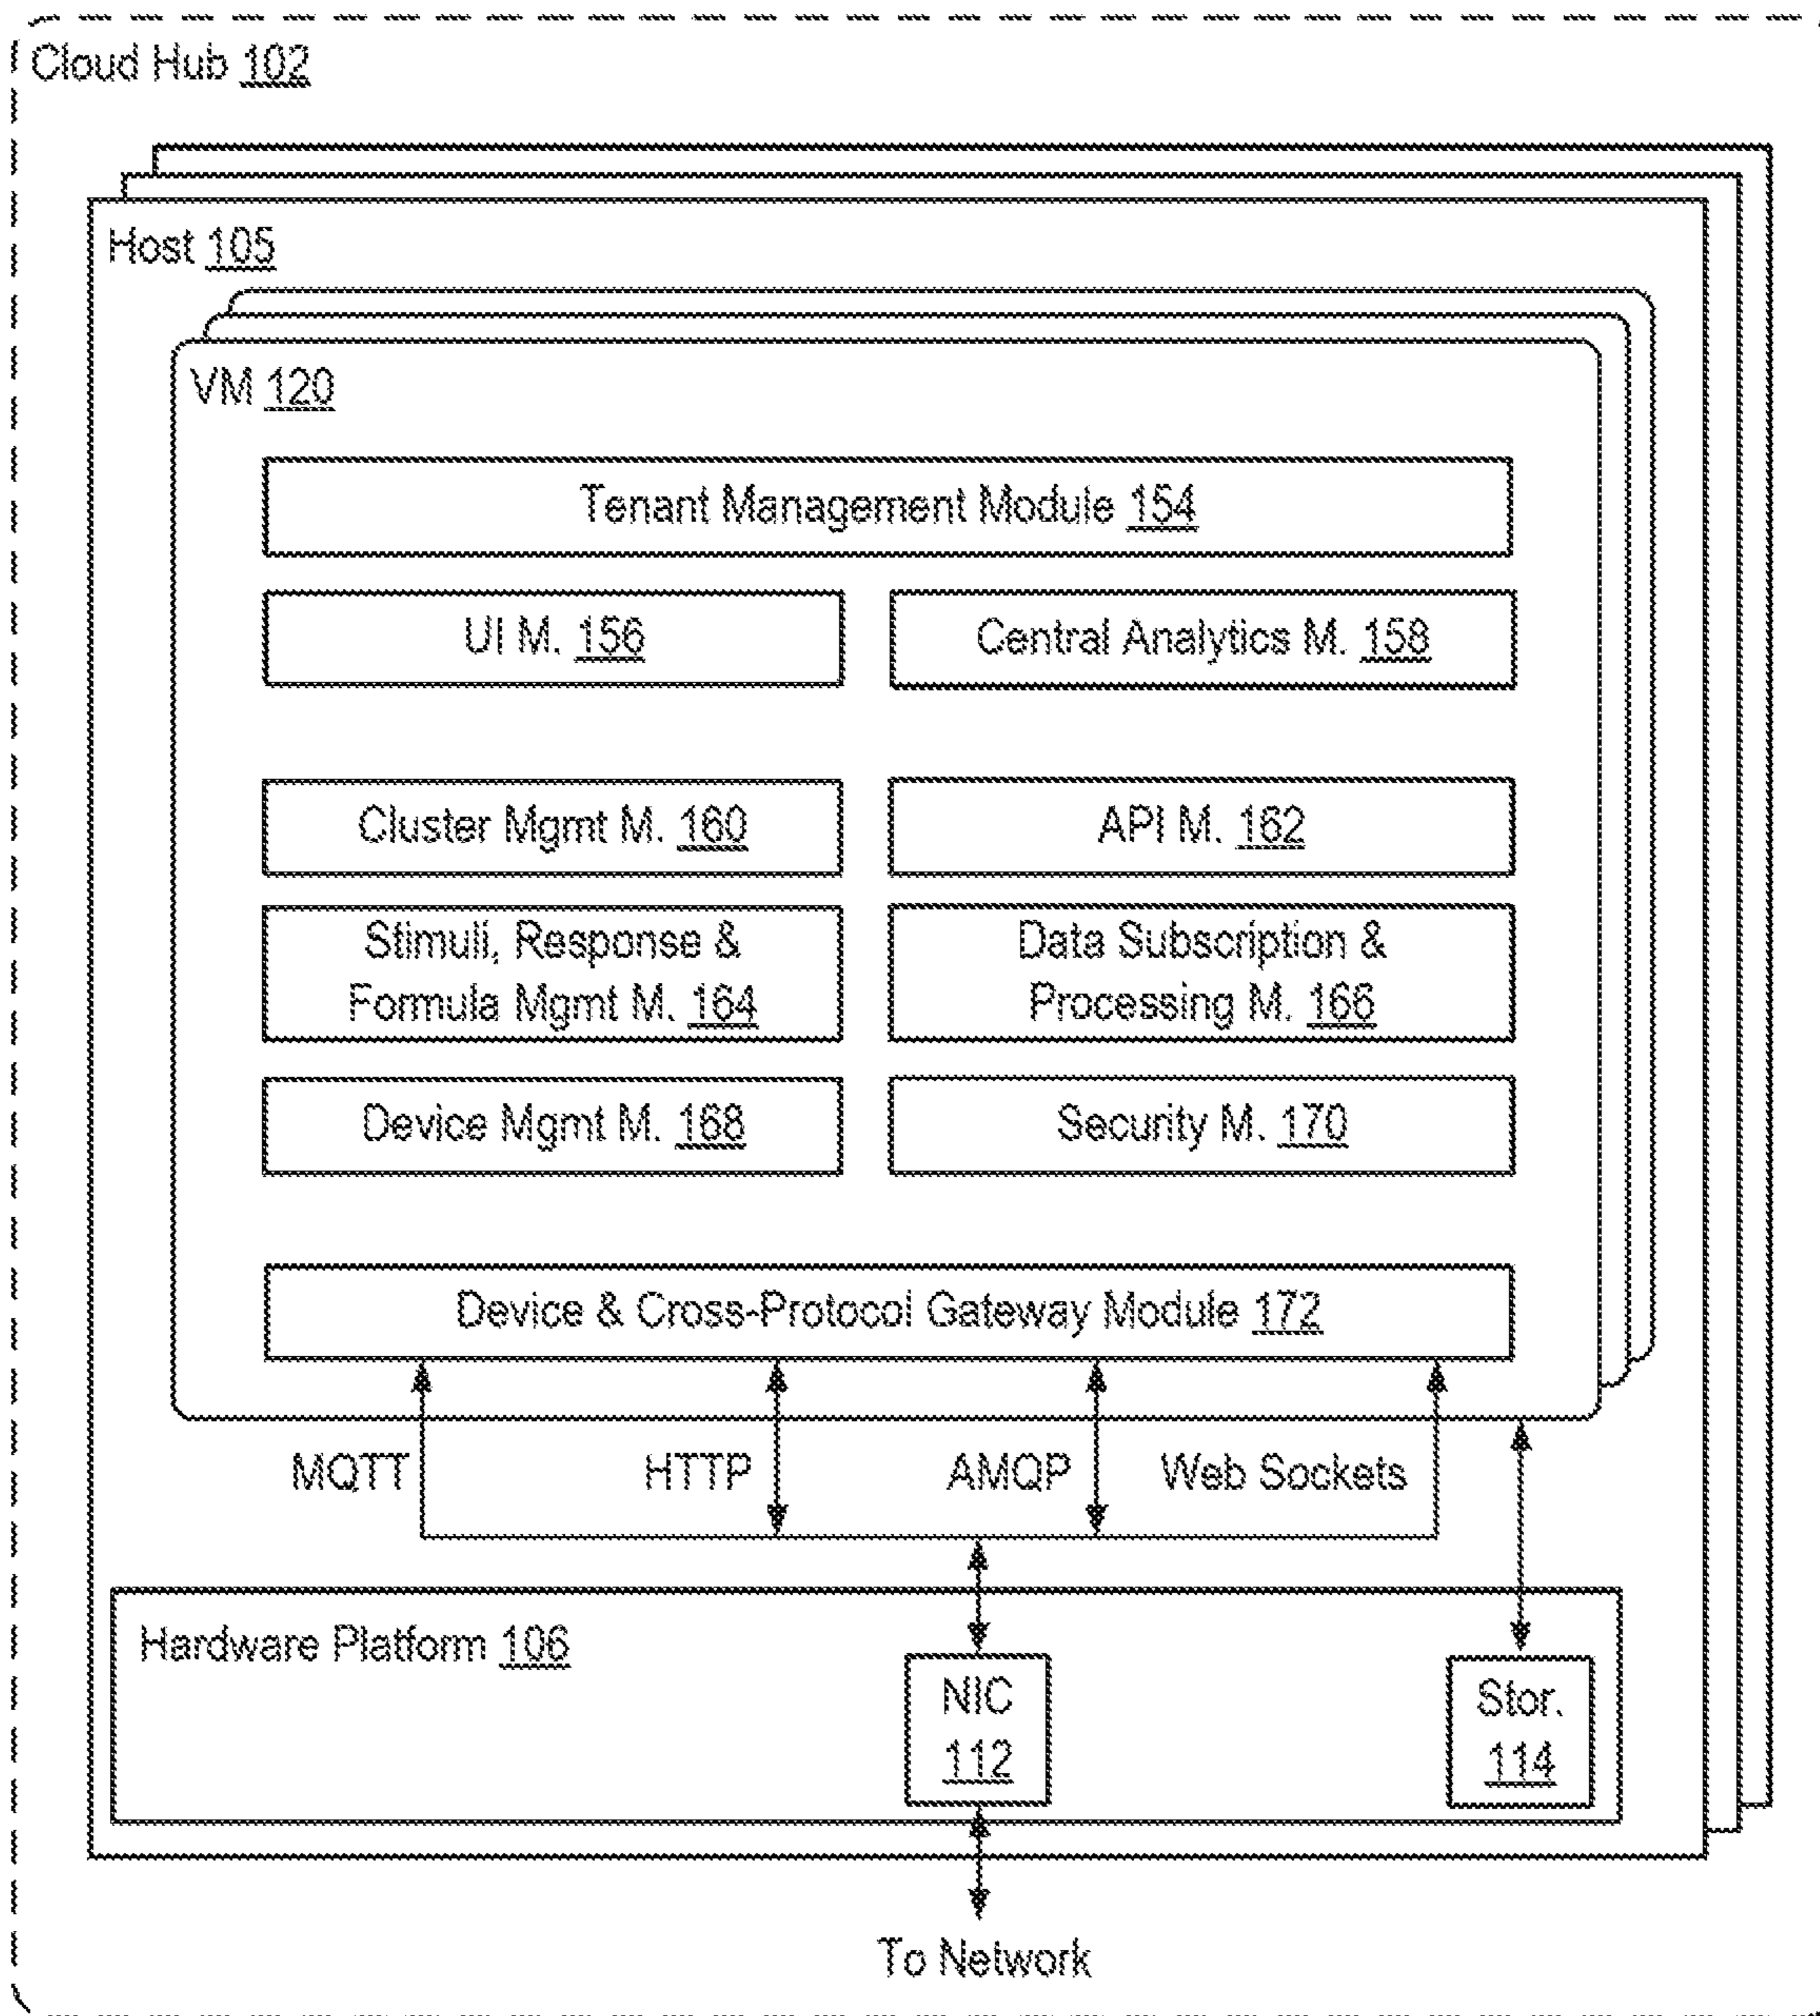 Cloud Hub 102
Host 105
VM 120
Tenant Management Module 154
UI M. 156
Central Analytics M. 158
Cluster Mgmt M. 160
API M. 162
Stimuli, Response &
Formula Mgmt M. 164
Data Subscription &
Processing M. 166
Device Mgmt M. 168
Security M. 170
Device & Cross-Protocol Gateway Module 172
MQTT
HTTP
AMQP
Web Sockets
Hardware Platform 106
NIC
112
Stor.
114
To Network